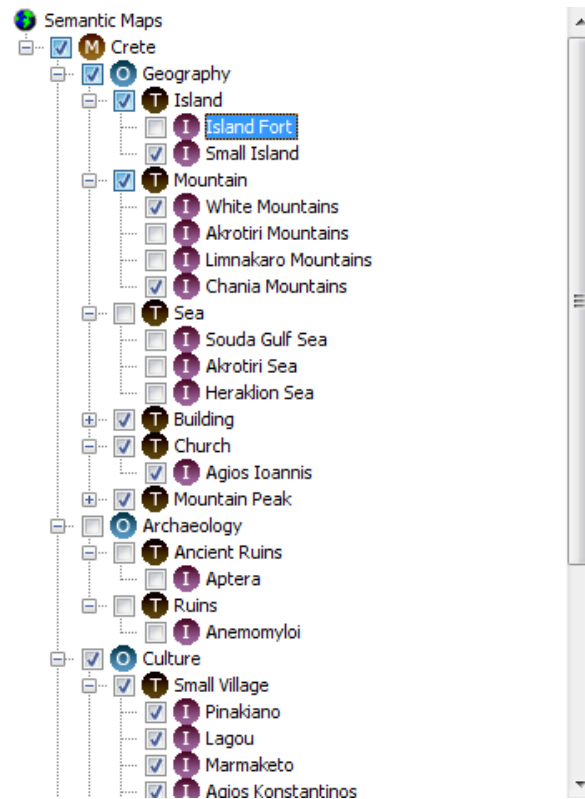 Semantic Maps
M Crete
O Geography
T Island
I Island Fort
I Small Island
T Mountain
I White Mountains
I Akrotiri Mountains
I Limnakaro Mountains
I Chania Mountains
T Sea
I Souda Gulf Sea
I Akrotiri Sea
I Heraklion Sea
T Building
T Church
I Agios Ioannis
T Mountain Peak
O Archaeology
T Ancient Ruins
I Aptera
T Ruins
I Anemomyloi
O Culture
T Small Village
I Pinakiano
I Lagou
I Marmaketo
I Agios Konstantinos